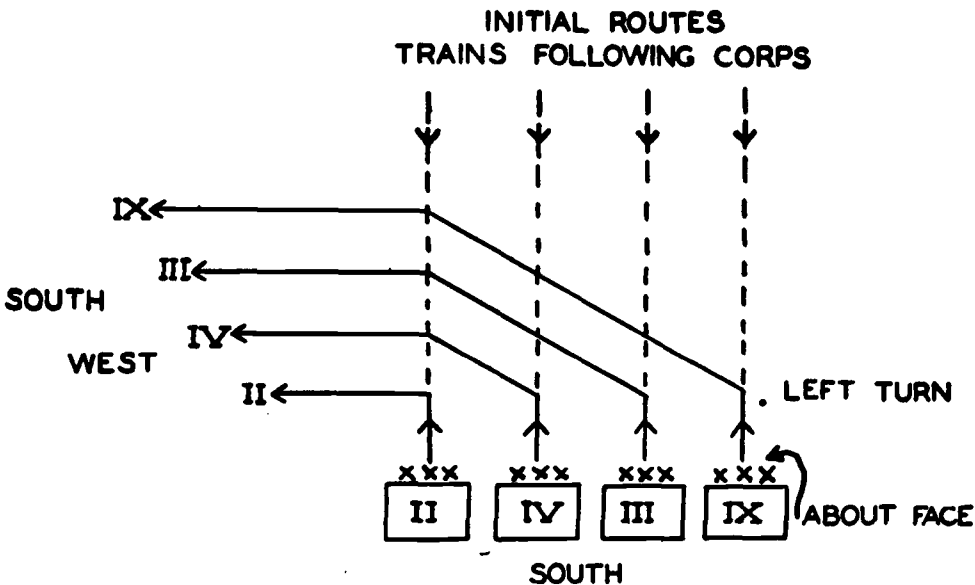 INITIAL ROUTES
TRAINS FOLLOWING CORPS
IX
III
SOUTH
IV
WEST
II
LEFT TURN
XXX XXX XXX XXX
II IV III IX
ABOUT FACE
SOUTH